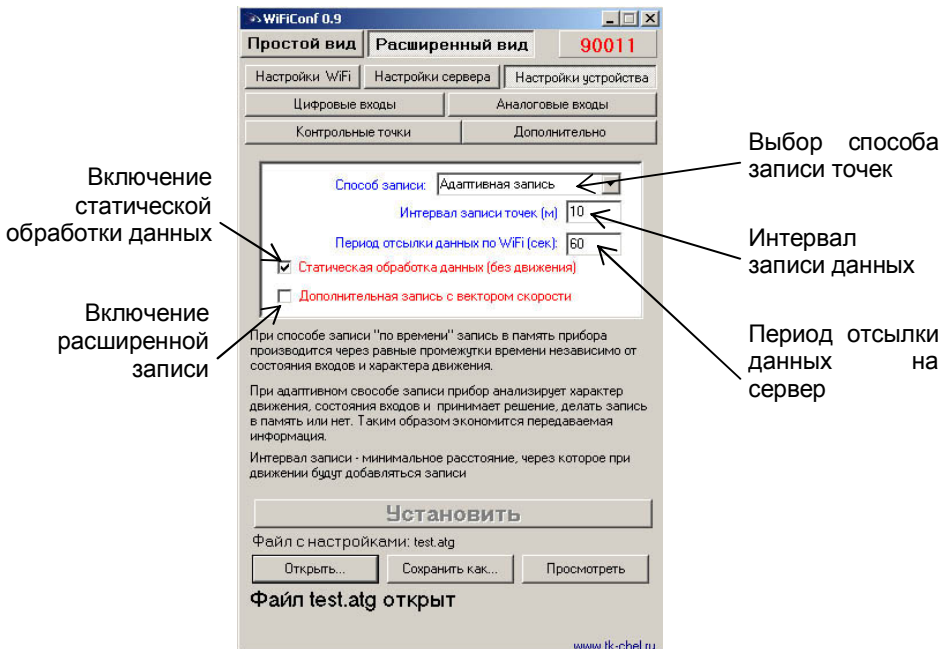 WiFiConf 0.9
Простой вид Расширенный вид 90011
Настройки WiFi Настройки сервера Настройки устройства
Цифровые входы Аналоговые входы
Контрольные точки Дополнительно
Способ записи: Адаптивная запись
Интервал записи точек (м) 10
Период отсылки данных по WiFi (сек): 60
Статическая обработка данных (без движения)
Дополнительная запись с вектором скорости
Включение
статической
обработки данных
Включение
расширенной
записи
Выбор способа
записи точек
Интервал
записи данных
Период отсылки
данных на
сервер
При способе записи "по времени" запись в память прибора
производится через равные промежутки времени независимо от
состояния входов и характера движения.
При адаптивном свособе записи прибор анализирует характер
движения, состояния входов и принимает решение, делать запись
в память или нет. Таким образом экономится передаваемая
информация.
Интервал записи - минимальное расстояние, через которое при
движении будут добавляться записи
Установить
Файл с настройками: test.atg
Открыть... Сохранить как... Просмотреть
Файл test.atg открыт
www.tk-chel.ru